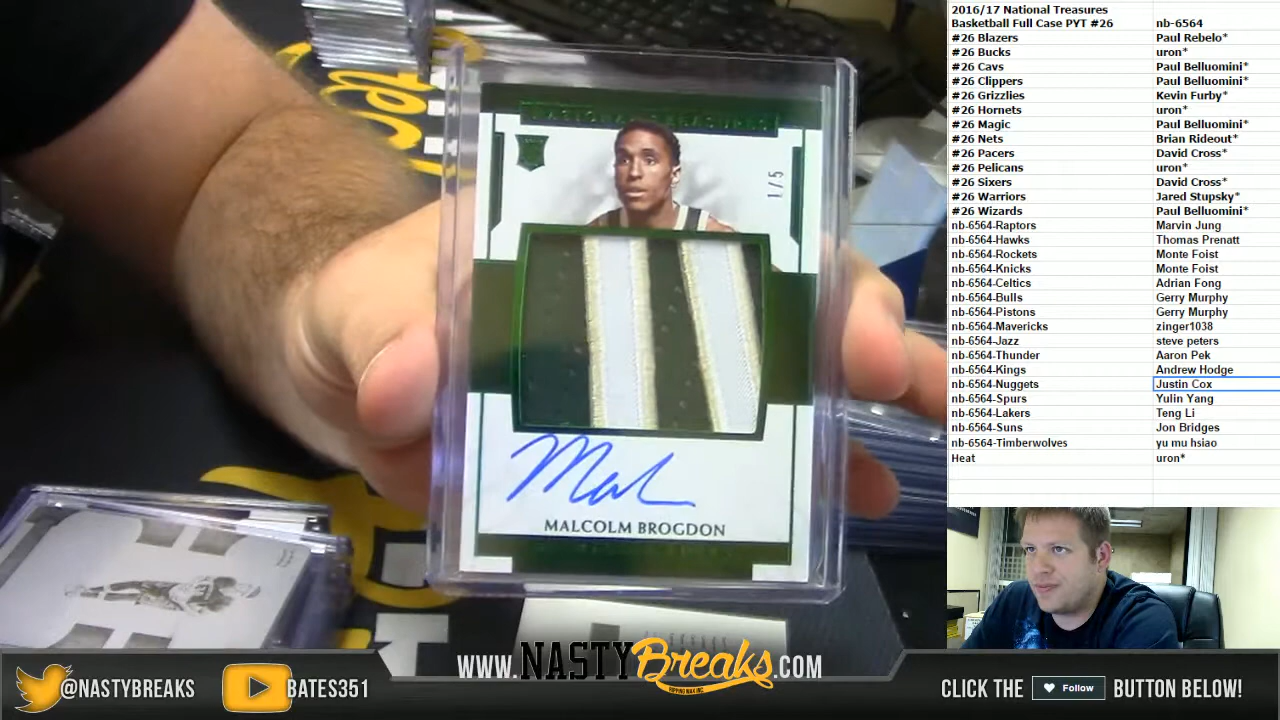 NATIONAL TREASURES
1/5
Mal
MALCOLM BROGDON
2016/17 National Treasures
Basketball Full Case PYT #26 nb-6564
#26 Blazers Paul Rebelo*
#26 Bucks uron*
#26 Cavs Paul Belluomini*
#26 Clippers Paul Belluomini*
#26 Grizzlies Kevin Furby*
#26 Hornets uron*
#26 Magic Paul Belluomini*
#26 Nets Brian Rideout*
#26 Pacers David Cross*
#26 Pelicans uron*
#26 Sixers David Cross*
#26 Warriors Jared Stupsky*
#26 Wizards Paul Belluomini*
nb-6564-Raptors Marvin Jung
nb-6564-Hawks Thomas Prenatt
nb-6564-Rockets Monte Foist
nb-6564-Knicks Monte Foist
nb-6564-Celtics Adrian Fong
nb-6564-Bulls Gerry Murphy
nb-6564-Pistons Gerry Murphy
nb-6564-Mavericks zinger1038
nb-6564-Jazz steve peters
nb-6564-Thunder Aaron Pek
nb-6564-Kings Andrew Hodge
nb-6564-Nuggets Justin Cox
nb-6564-Spurs Yulin Yang
nb-6564-Lakers Teng Li
nb-6564-Suns Jon Bridges
nb-6564-Timberwolves yu mu hsiao
Heat uron*
@NASTYBREAKS
BATES351
WWW.NASTYBreaks.COM
RIPPING WAX INC.
CLICK THE Follow BUTTON BELOW!